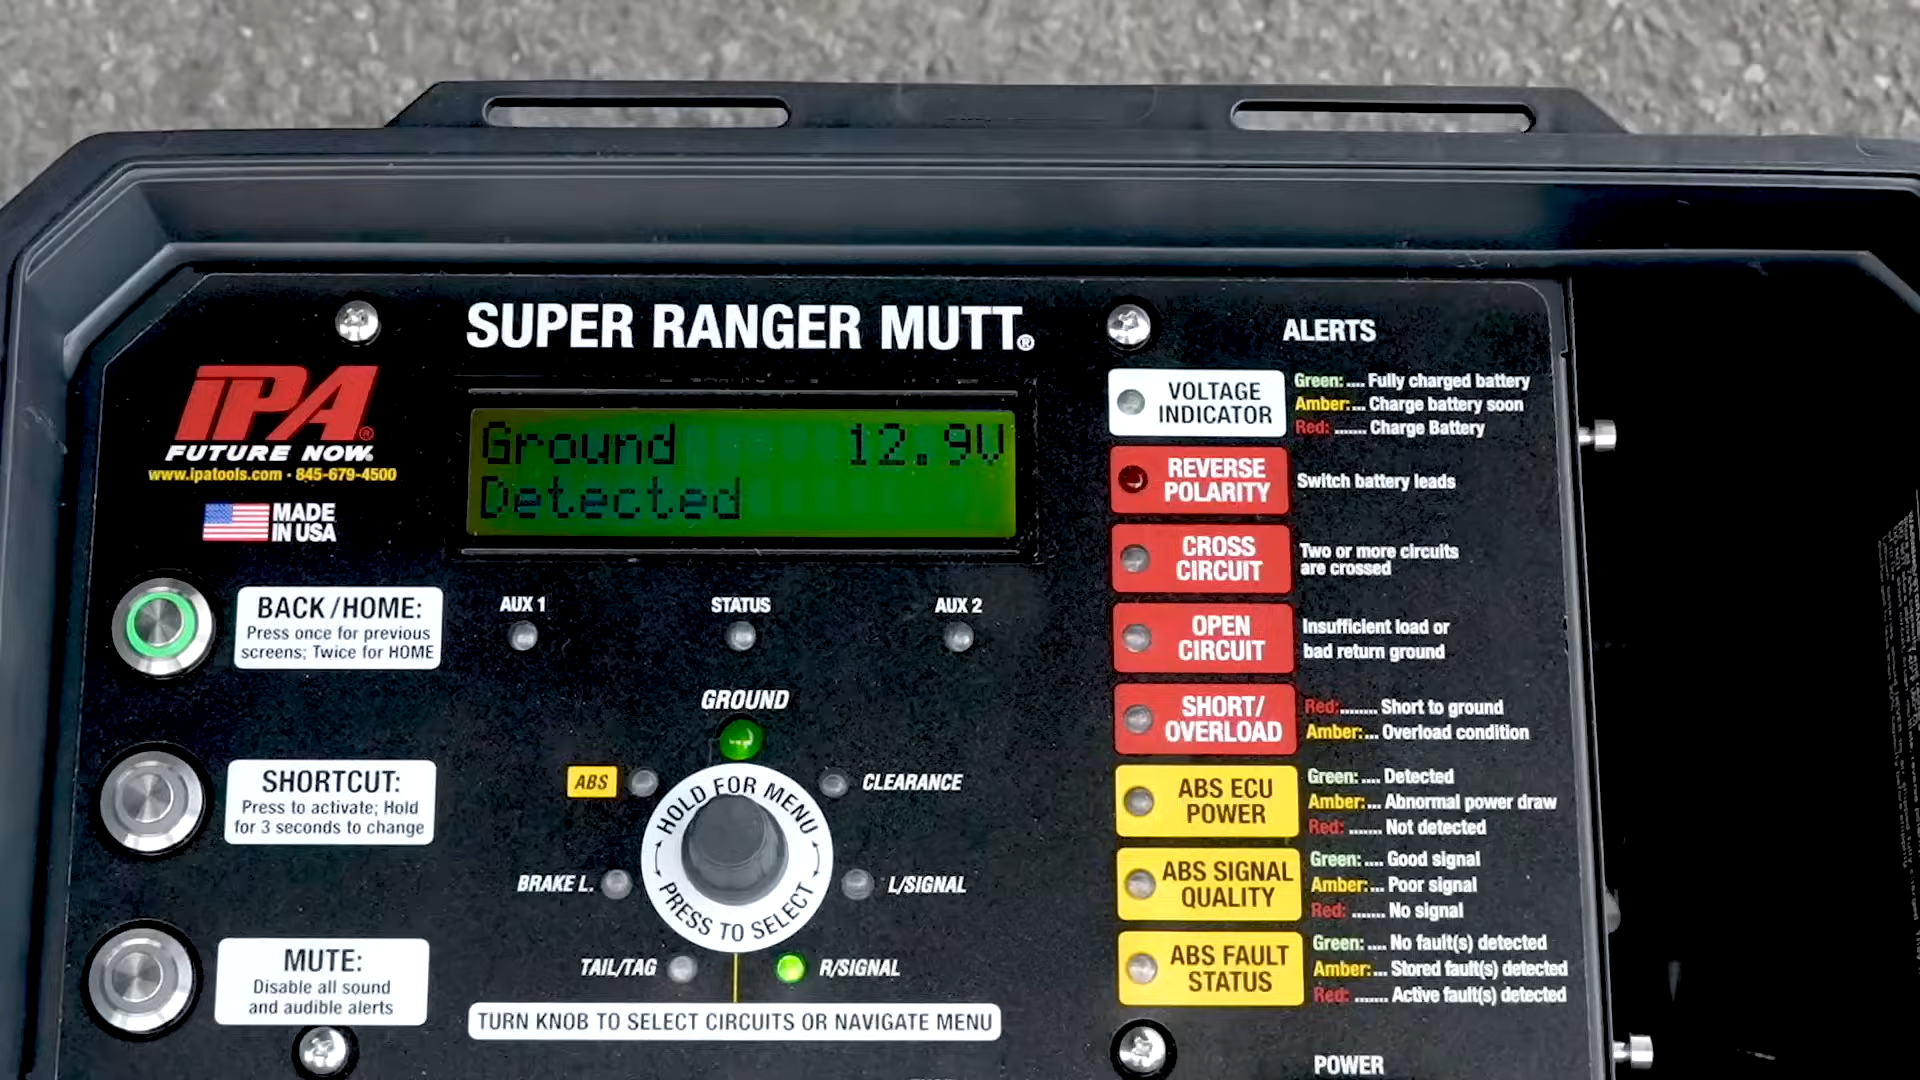 SUPER RANGER MUTT®
IPA®
FUTURE NOW.
www.ipatools.com - 845-679-4500
MADE
IN USA
Ground 12.9V
Detected
BACK/HOME:
Press once for previous
screens; Twice for HOME
SHORTCUT:
Press to activate; Hold
for 3 seconds to change
MUTE:
Disable all sound
and audible alerts
AUX 1
STATUS
AUX 2
GROUND
ABS
CLEARANCE
HOLD FOR MENU
PRESS TO SELECT
BRAKE L.
L/SIGNAL
TAIL/TAG
R/SIGNAL
TURN KNOB TO SELECT CIRCUITS OR NAVIGATE MENU
ALERTS
VOLTAGE
INDICATOR
Green: .... Fully charged battery
Amber:... Charge battery soon
Red: ....... Charge Battery
REVERSE
POLARITY
Switch battery leads
CROSS
CIRCUIT
Two or more circuits
are crossed
OPEN
CIRCUIT
Insufficient load or
bad return ground
SHORT/
OVERLOAD
Red:........ Short to ground
Amber:... Overload condition
ABS ECU
POWER
Green: .... Detected
Amber:... Abnormal power draw
Red: ....... Not detected
ABS SIGNAL
QUALITY
Green: .... Good signal
Amber:... Poor signal
Red: ....... No signal
ABS FAULT
STATUS
Green: .... No fault(s) detected
Amber:... Stored fault(s) detected
Red: ....... Active fault(s) detected
POWER